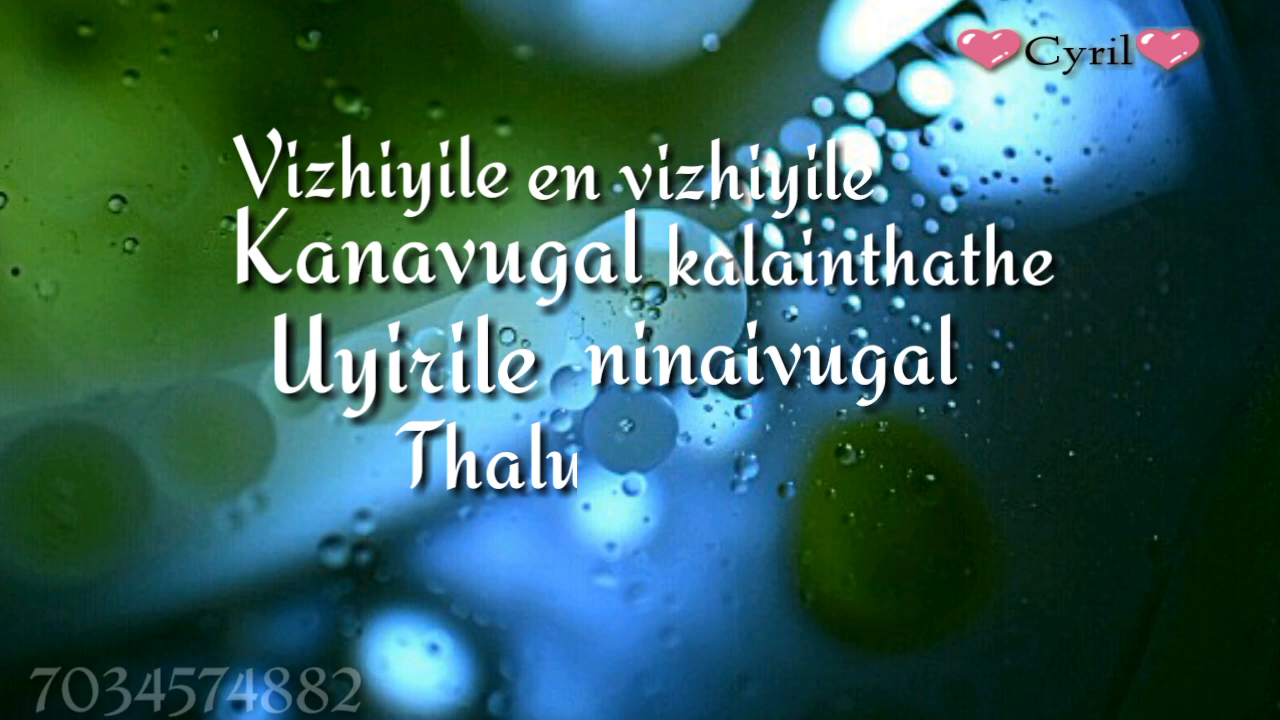 Cyril
Vizhiyile en vizhiyile
Kanavugal kalainthathe
Uyirile ninaivugal
Thalu
7034574882